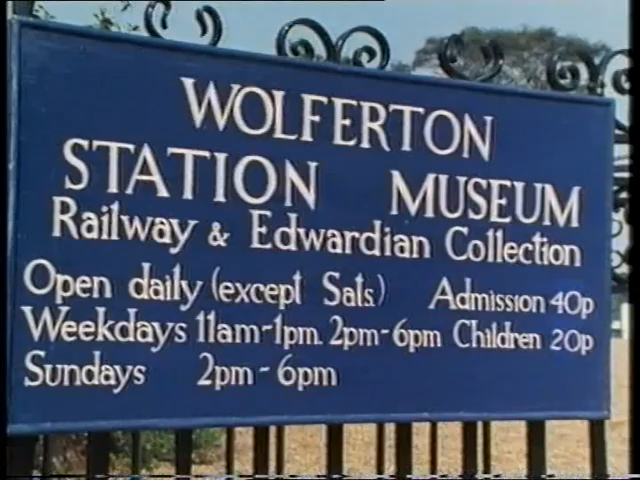 WOLFERTON
STATION MUSEUM
Railway & Edwardian Collection
Open daily (except Sats.) Admission 40p
Weekdays 11am-1pm. 2pm-6pm Children 20p
Sundays 2pm-6pm